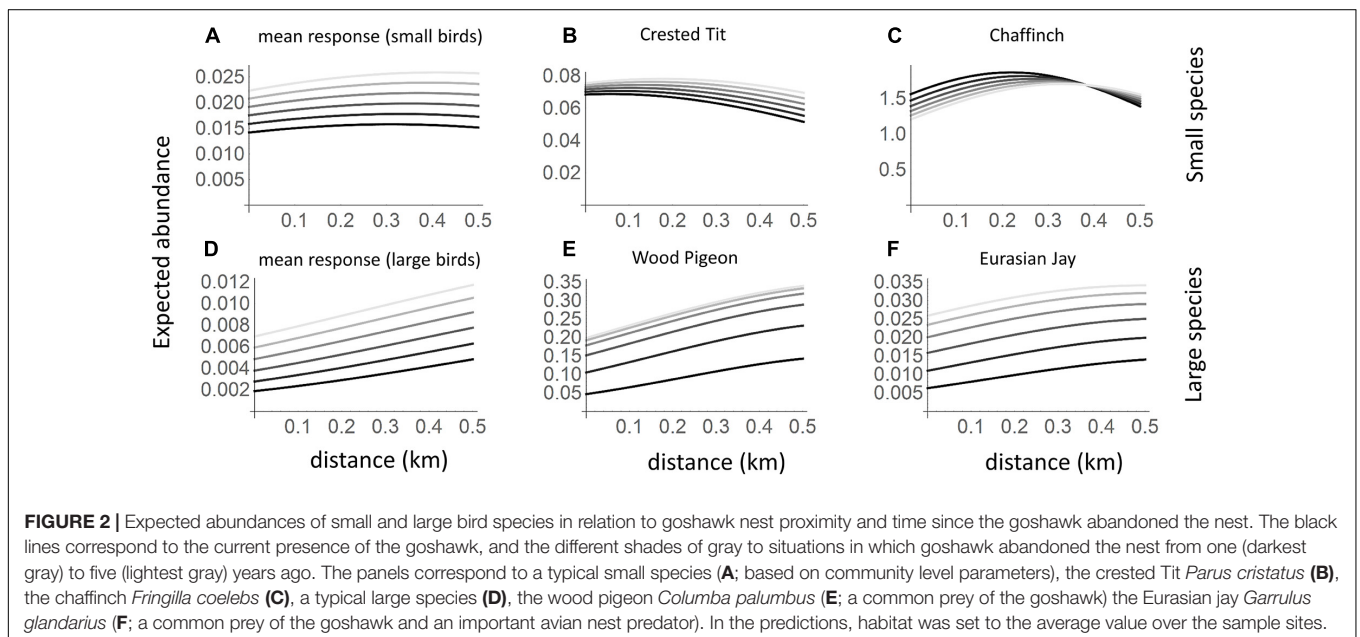 A mean response (small birds)
0.025
0.020
0.015
0.010
0.005
0.1 0.2 0.3 0.4 0.5
B Crested Tit
0.08
0.06
0.04
0.02
0.1 0.2 0.3 0.4 0.5
C Chaffinch
1.5
1.0
0.5
0.1 0.2 0.3 0.4 0.5
Small species
Expected abundance
D mean response (large birds)
0.012
0.010
0.008
0.006
0.004
0.002
0.1 0.2 0.3 0.4 0.5
distance (km)
E Wood Pigeon
0.35
0.30
0.25
0.20
0.15
0.10
0.05
0.1 0.2 0.3 0.4 0.5
distance (km)
F Eurasian Jay
0.035
0.030
0.025
0.020
0.015
0.010
0.005
0.1 0.2 0.3 0.4 0.5
distance (km)
Large species
FIGURE 2 | Expected abundances of small and large bird species in relation to goshawk nest proximity and time since the goshawk abandoned the nest. The black
lines correspond to the current presence of the goshawk, and the different shades of gray to situations in which goshawk abandoned the nest from one (darkest
gray) to five (lightest gray) years ago. The panels correspond to a typical small species (A; based on community level parameters), the crested Tit Parus cristatus (B),
the chaffinch Fringilla coelebs (C), a typical large species (D), the wood pigeon Columba palumbus (E; a common prey of the goshawk) the Eurasian jay Garrulus
glandarius (F; a common prey of the goshawk and an important avian nest predator). In the predictions, habitat was set to the average value over the sample sites.